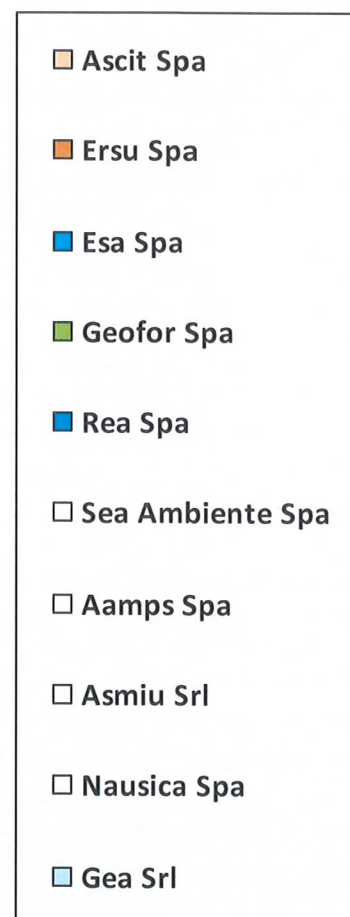 Ascit Spa
Ersu Spa
Esa Spa
Geofor Spa
Rea Spa
Sea Ambiente Spa
Aamps Spa
Asmiu Srl
Nausica Spa
Gea Srl